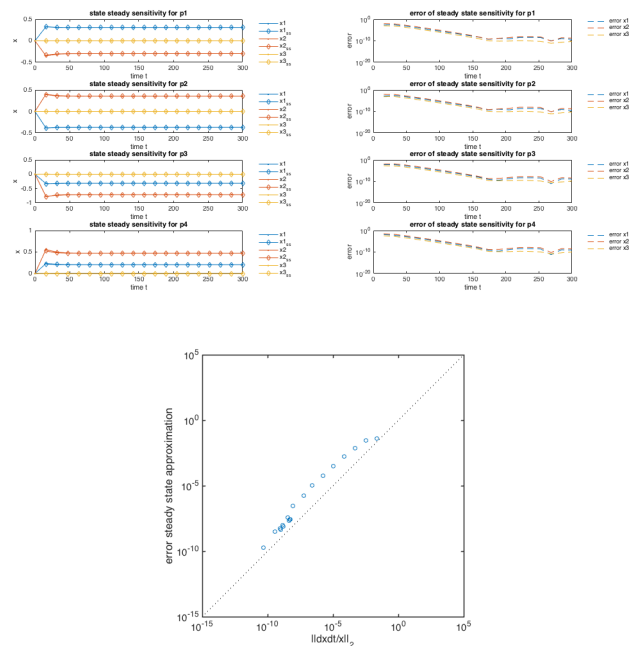 state steady sensitivity for p1
0.5
0
-0.5
x
0 50 100 150 200 250 300
time t
x1
x1ss
x2
x2ss
x3
x3ss
error of steady state sensitivity for p1
10^0
10^-10
10^-20
error
0 50 100 150 200 250 300
time t
error x1
error x2
error x3
state steady sensitivity for p2
0.5
0
-0.5
x
0 50 100 150 200 250 300
time t
x1
x1ss
x2
x2ss
x3
x3ss
error of steady state sensitivity for p2
10^0
10^-10
10^-20
error
0 50 100 150 200 250 300
time t
error x1
error x2
error x3
state steady sensitivity for p3
0.5
0
-0.5
-1
x
0 50 100 150 200 250 300
time t
x1
x1ss
x2
x2ss
x3
x3ss
error of steady state sensitivity for p3
10^0
10^-10
10^-20
error
0 50 100 150 200 250 300
time t
error x1
error x2
error x3
state steady sensitivity for p4
1
0.5
0
x
0 50 100 150 200 250 300
time t
x1
x1ss
x2
x2ss
x3
x3ss
error of steady state sensitivity for p4
10^0
10^-10
10^-20
error
0 50 100 150 200 250 300
time t
error x1
error x2
error x3
10^5
10^0
10^-5
10^-10
10^-15
error steady state approximation
10^-15 10^-10 10^-5 10^0 10^5
||dxdt/x||2